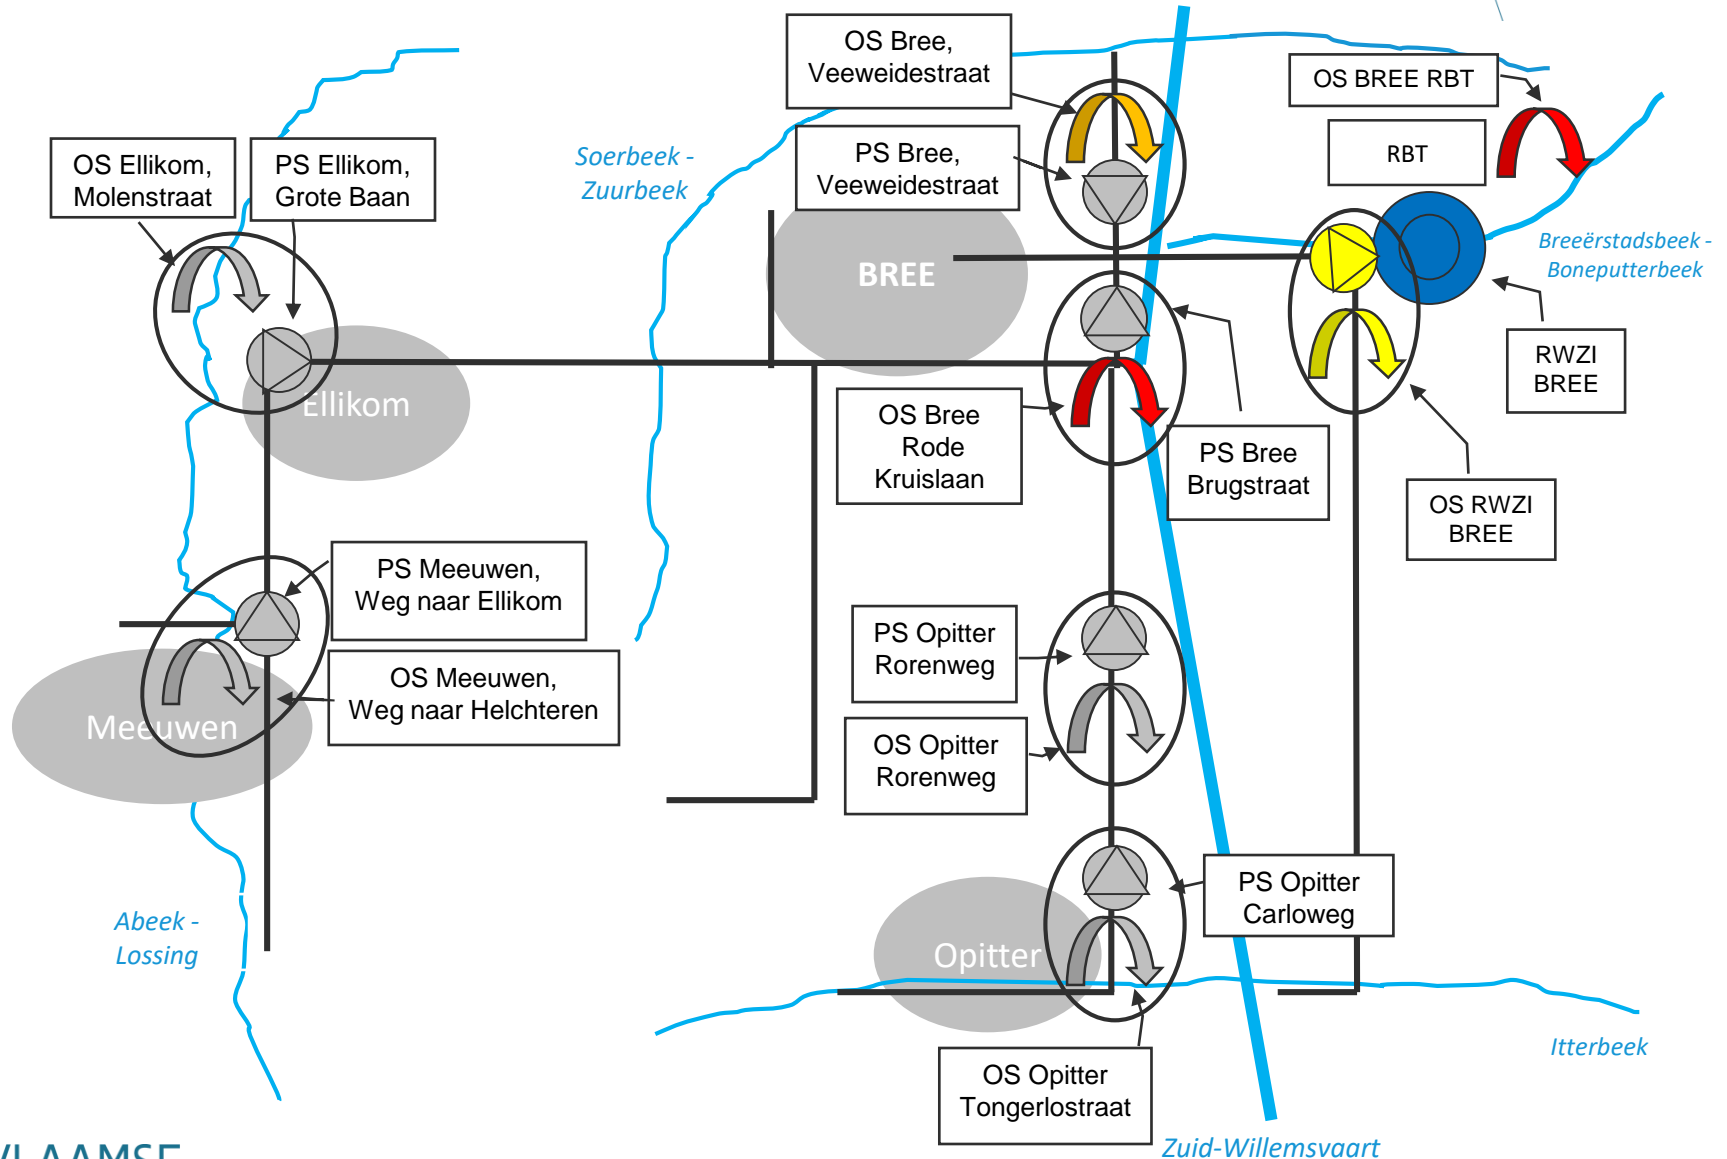 OS Bree,
Veeweidestraat
OS BREE RBT
RBT
PS Bree,
Veeweidestraat
OS Ellikom,
Molenstraat
PS Ellikom,
Grote Baan
Soerbeek -
Zuurbeek
Breeërstadsbeek -
Boneputterbeek
BREE
RWZI
BREE
Ellikom
OS Bree
Rode
Kruislaan
PS Bree
Brugstraat
OS RWZI
BREE
PS Meeuwen,
Weg naar Ellikom
PS Opitter
Rorenweg
OS Meeuwen,
Weg naar Helchteren
Meeuwen
OS Opitter
Rorenweg
PS Opitter
Carloweg
Abeek -
Lossing
Opitter
Itterbeek
OS Opitter
Tongerlostraat
Zuid-Willemsvaart
VLAAMSE